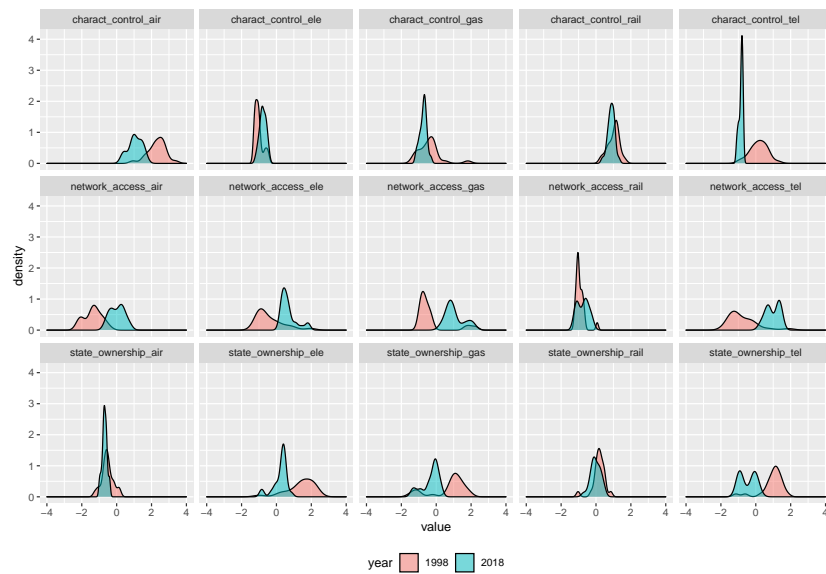 charact_control_air charact_control_ele charact_control_gas charact_control_rail charact_control_tel
4
3
2
1
0
network_access_air network_access_ele network_access_gas network_access_rail network_access_tel
4
3
2
1
0
density
state_ownership_air state_ownership_ele state_ownership_gas state_ownership_rail state_ownership_tel
4
3
2
1
0
−4 −2 0 2 4 −4 −2 0 2 4 −4 −2 0 2 4 −4 −2 0 2 4 −4 −2 0 2 4
value
year 1998 2018